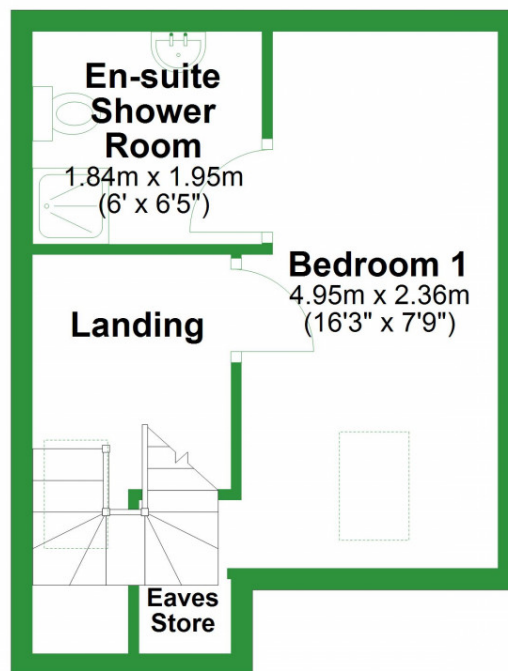 En-suite
Shower
Room
1.84m x 1.95m
(6' x 6'5")
Bedroom 1
4.95m x 2.36m
(16'3" x 7'9")
Landing
Eaves
Store